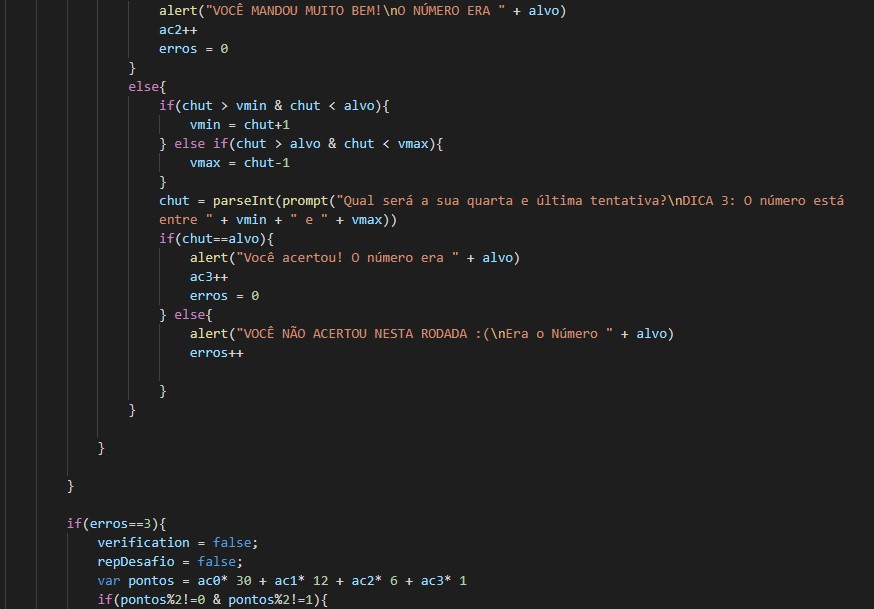 alert("VOCÊ MANDOU MUITO BEM!\nO NÚMERO ERA " + alvo)
ac2++
erros = 0
}
else{
if(chut > vmin & chut < alvo){
vmin = chut+1
} else if(chut > alvo & chut < vmax){
vmax = chut-1
}
chut = parseInt(prompt("Qual será a sua quarta e última tentativa?\nDICA 3: O número está
entre " + vmin + " e " + vmax))
if(chut==alvo){
alert("Você acertou! O número era " + alvo)
ac3++
erros = 0
} else{
alert("VOCÊ NÃO ACERTOU NESTA RODADA :(\nEra o Número " + alvo)
erros++
}
}
}
}
if(erros==3){
verification = false;
repDesafio = false;
var pontos = ac0* 30 + ac1* 12 + ac2* 6 + ac3* 1
if(pontos%2!=0 & pontos%2!=1){